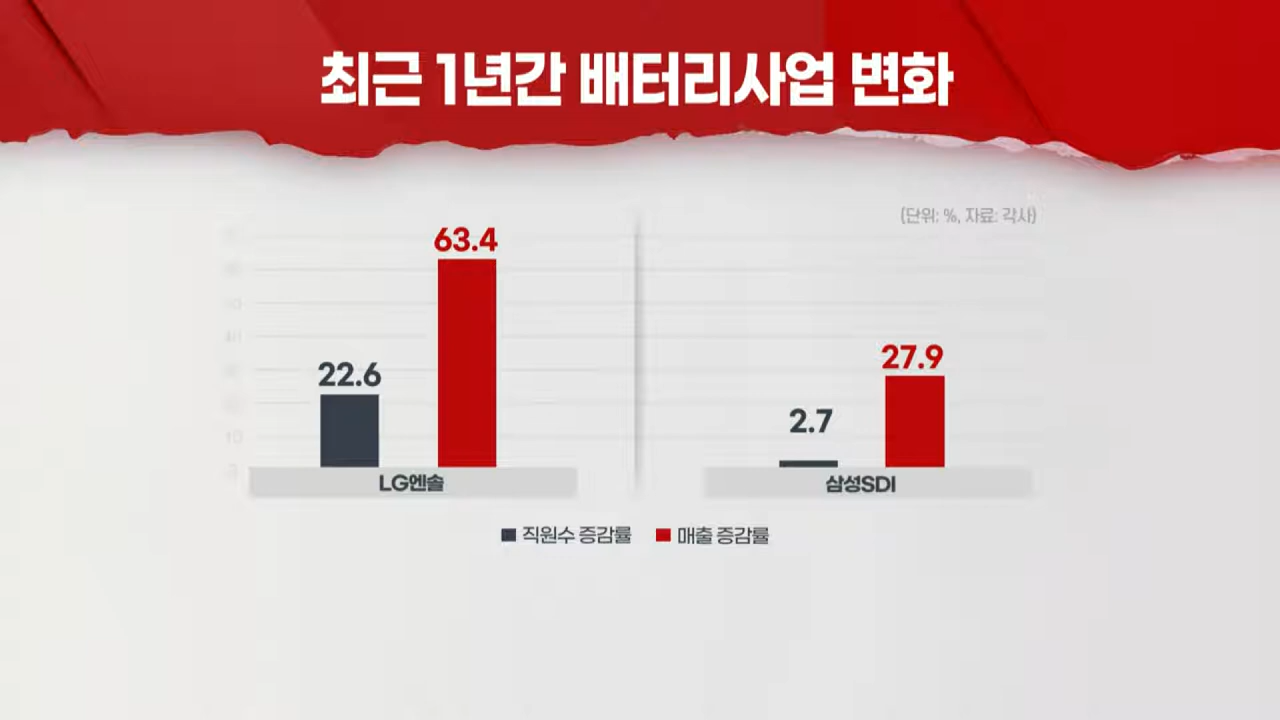 최근 1년간 배터리사업 변화
(단위: %, 자료: 각사)
63.4
22.6
27.9
2.7
10
LG엔솔
삼성SDI
직원수 증감률
매출 증감률